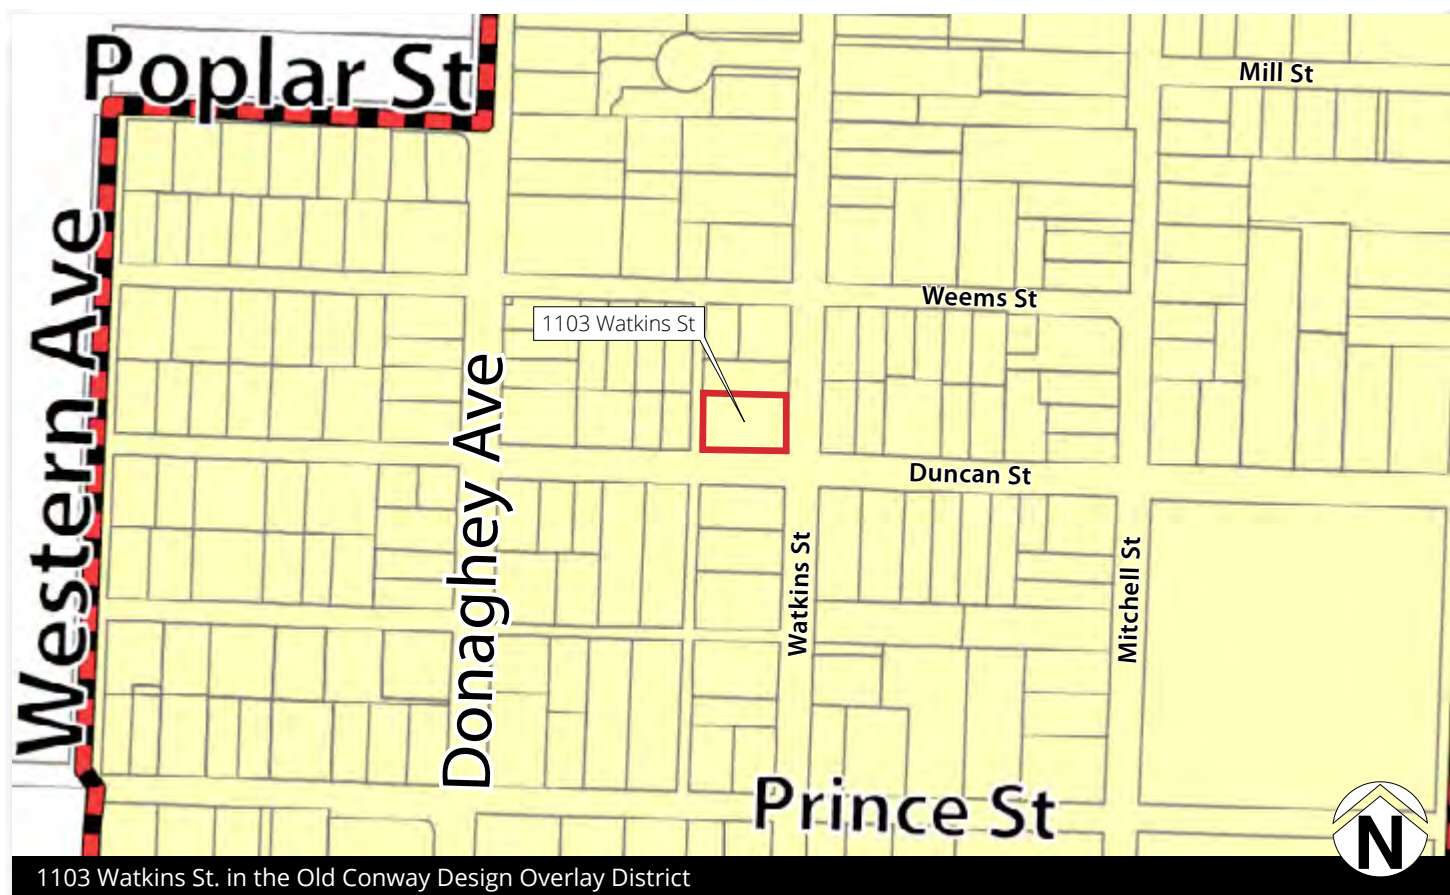 Poplar St
Mill St
Western Ave
Weems St
1103 Watkins St
Donaghey Ave
Duncan St
Watkins St
Mitchell St
Prince St
N
1103 Watkins St. in the Old Conway Design Overlay District